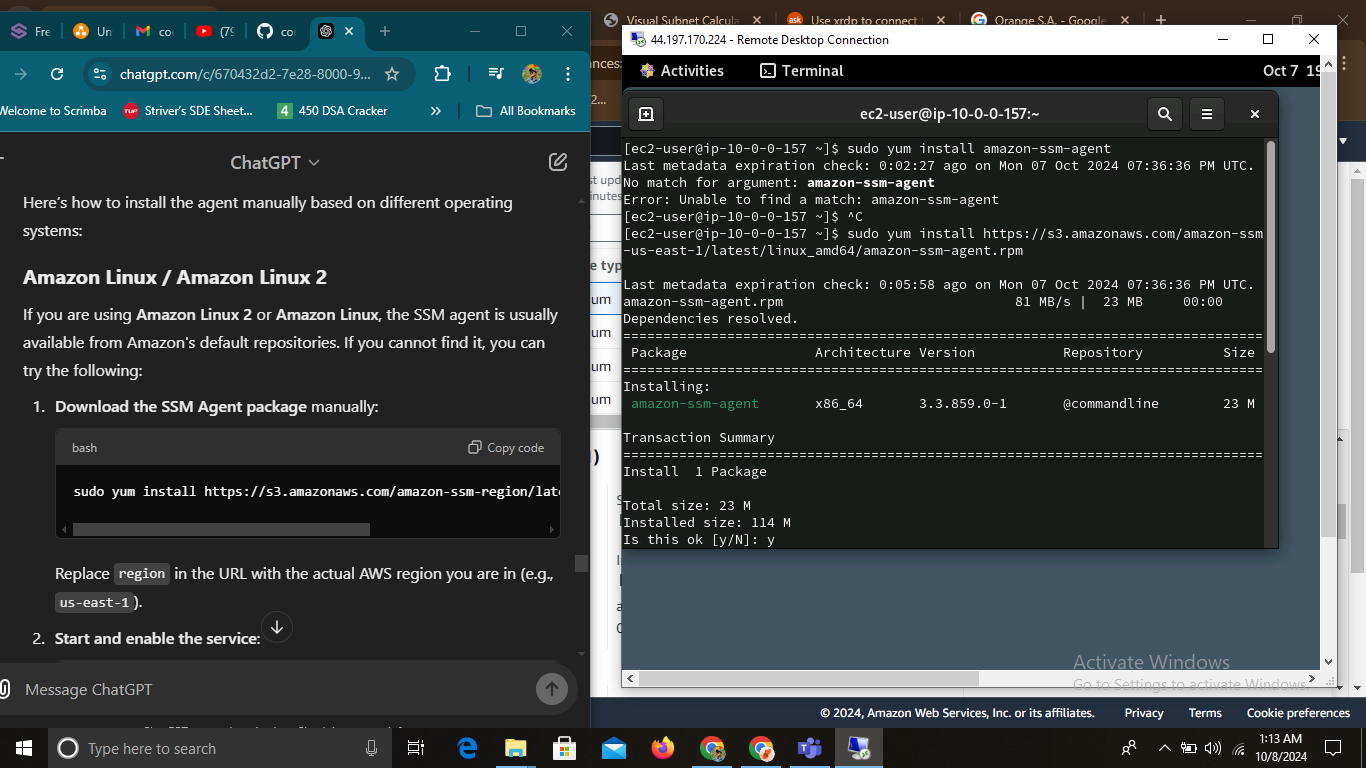 Fre
Un
co
(79
co
Visual Subnet Calcula
Use xrdp to connect t
Orange S.A. - Google
chatgpt.com/c/670432d2-7e28-8000-9...
Welcome to Scrimba
Striver's SDE Sheet...
450 DSA Cracker
All Bookmarks
ChatGPT
Here's how to install the agent manually based on different operating
systems:
Amazon Linux / Amazon Linux 2
If you are using Amazon Linux 2 or Amazon Linux, the SSM agent is usually
available from Amazon's default repositories. If you cannot find it, you can
try the following:
1. Download the SSM Agent package manually:
bash
Copy code
sudo yum install https://s3.amazonaws.com/amazon-ssm-region/late
Replace region in the URL with the actual AWS region you are in (e.g.,
us-east-1).
2. Start and enable the service:
Message ChatGPT
ances:
2...
st upd
inutes
e typ
um
um
um
um
44.197.170.224 - Remote Desktop Connection
Activities
Terminal
Oct 7 19
ec2-user@ip-10-0-0-157:~
[ec2-user@ip-10-0-0-157 ~]$ sudo yum install amazon-ssm-agent
Last metadata expiration check: 0:02:27 ago on Mon 07 Oct 2024 07:36:36 PM UTC.
No match for argument: amazon-ssm-agent
Error: Unable to find a match: amazon-ssm-agent
[ec2-user@ip-10-0-0-157 ~]$ ^C
[ec2-user@ip-10-0-0-157 ~]$ sudo yum install https://s3.amazonaws.com/amazon-ssm
-us-east-1/latest/linux_amd64/amazon-ssm-agent.rpm
Last metadata expiration check: 0:05:58 ago on Mon 07 Oct 2024 07:36:36 PM UTC.
amazon-ssm-agent.rpm 81 MB/s | 23 MB 00:00
Dependencies resolved.
================================================================================
Package Architecture Version Repository Size
================================================================================
Installing:
amazon-ssm-agent x86_64 3.3.859.0-1 @commandline 23 M
Transaction Summary
================================================================================
Install 1 Package
Total size: 23 M
Installed size: 114 M
Is this ok [y/N]: y
Activate Windows
Go to Settings to activate Windows.
© 2024, Amazon Web Services, Inc. or its affiliates.
Privacy
Terms
Cookie preferences
Type here to search
1:13 AM
10/8/2024